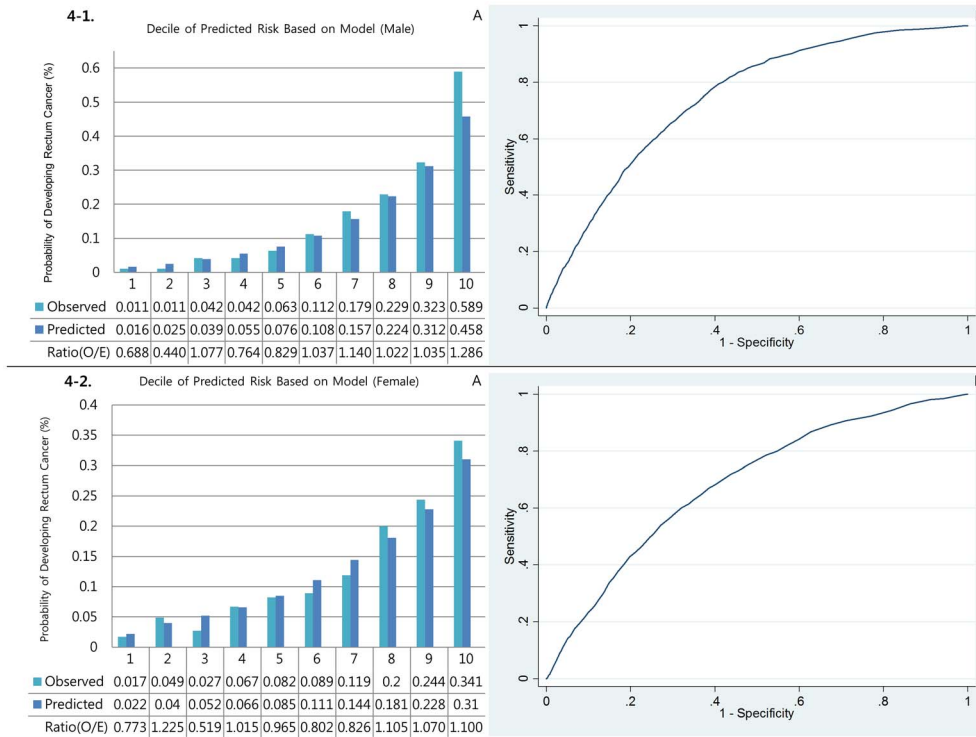 4-1.
Decile of Predicted Risk Based on Model (Male)
A
Probability of Developing Rectum Cancer (%)
0.6
0.5
0.4
0.3
0.2
0.1
0
1 2 3 4 5 6 7 8 9 10
Observed 0.011 0.011 0.042 0.042 0.063 0.112 0.179 0.229 0.323 0.589
Predicted 0.016 0.025 0.039 0.055 0.076 0.108 0.157 0.224 0.312 0.458
Ratio(O/E) 0.688 0.440 1.077 0.764 0.829 1.037 1.140 1.022 1.035 1.286
Sensitivity
1
.8
.6
.4
.2
0
0 .2 .4 .6 .8 1
1 - Specificity
4-2.
Decile of Predicted Risk Based on Model (Female)
A
Probability of Developing Rectum Cancer (%)
0.4
0.35
0.3
0.25
0.2
0.15
0.1
0.05
0
1 2 3 4 5 6 7 8 9 10
Observed 0.017 0.049 0.027 0.067 0.082 0.089 0.119 0.2 0.244 0.341
Predicted 0.022 0.04 0.052 0.066 0.085 0.111 0.144 0.181 0.228 0.31
Ratio(O/E) 0.773 1.225 0.519 1.015 0.965 0.802 0.826 1.105 1.070 1.100
Sensitivity
1
.8
.6
.4
.2
0
0 .2 .4 .6 .8 1
1 - Specificity